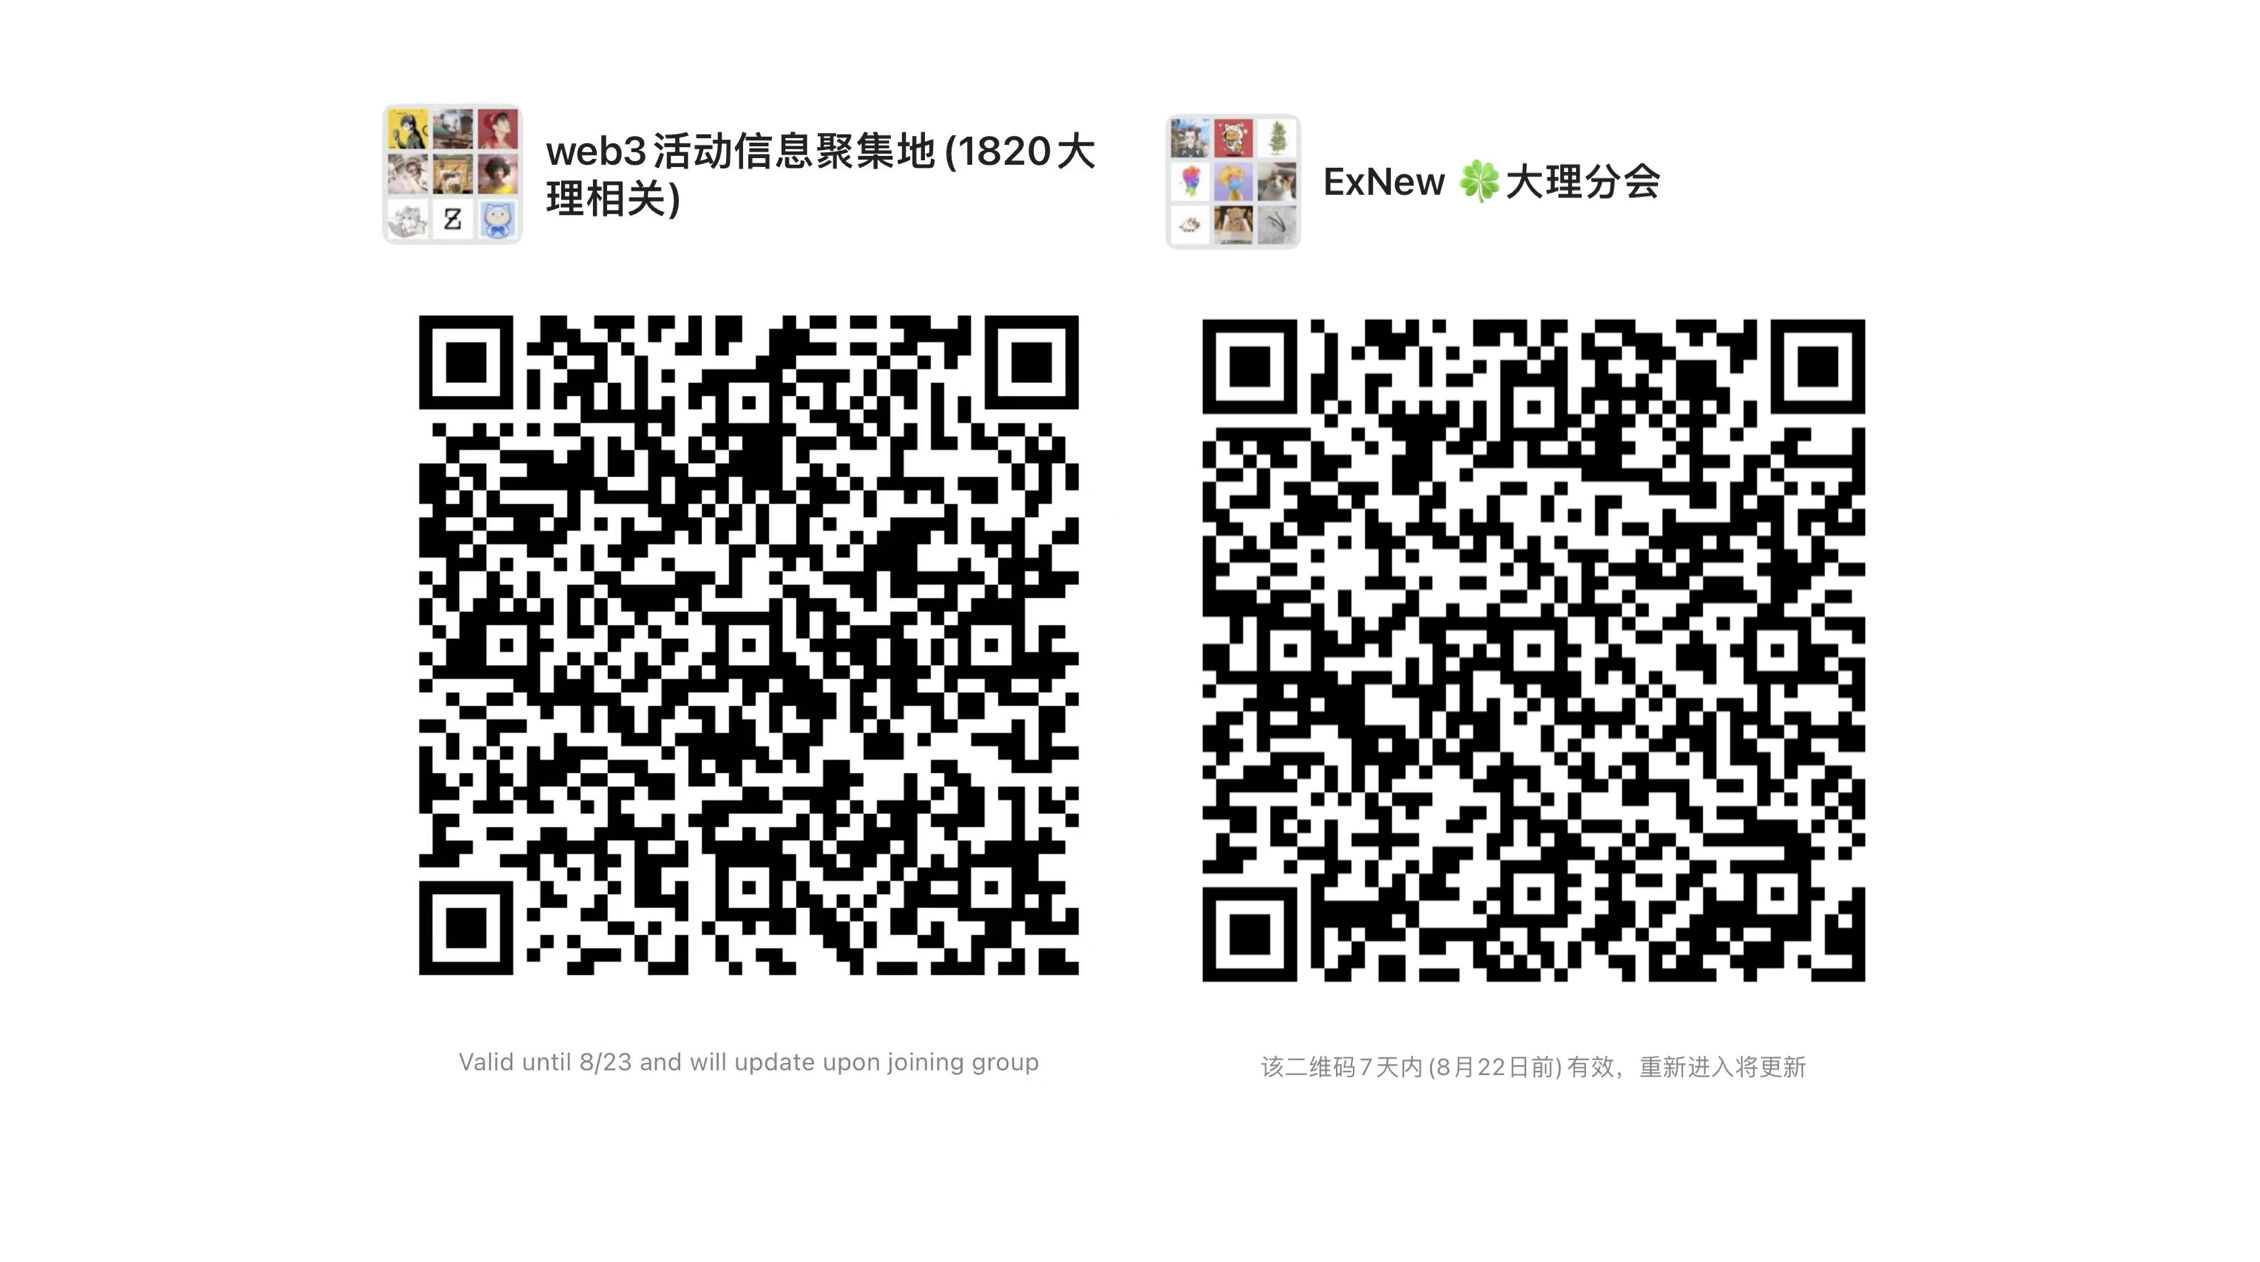 web3活动信息聚集地(1820大
理相关)
Z
ExNew 🍀大理分会
Valid until 8/23 and will update upon joining group
该二维码7天内(8月22日前)有效，重新进入将更新